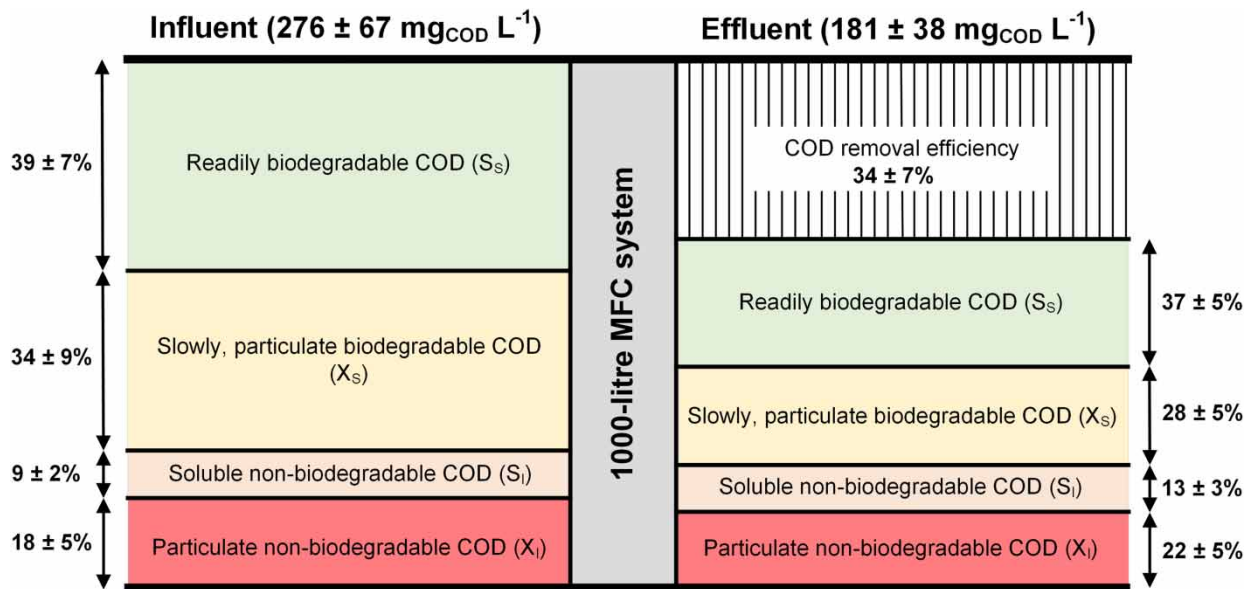 Influent (276 ± 67 mgCOD L-1)
Effluent (181 ± 38 mgCOD L-1)
39 ± 7%
Readily biodegradable COD (SS)
34 ± 9%
Slowly, particulate biodegradable COD
(XS)
9 ± 2%
Soluble non-biodegradable COD (SI)
18 ± 5%
Particulate non-biodegradable COD (XI)
1000-litre MFC system
COD removal efficiency
34 ± 7%
Readily biodegradable COD (SS)
37 ± 5%
Slowly, particulate biodegradable COD (XS)
28 ± 5%
Soluble non-biodegradable COD (SI)
13 ± 3%
Particulate non-biodegradable COD (XI)
22 ± 5%